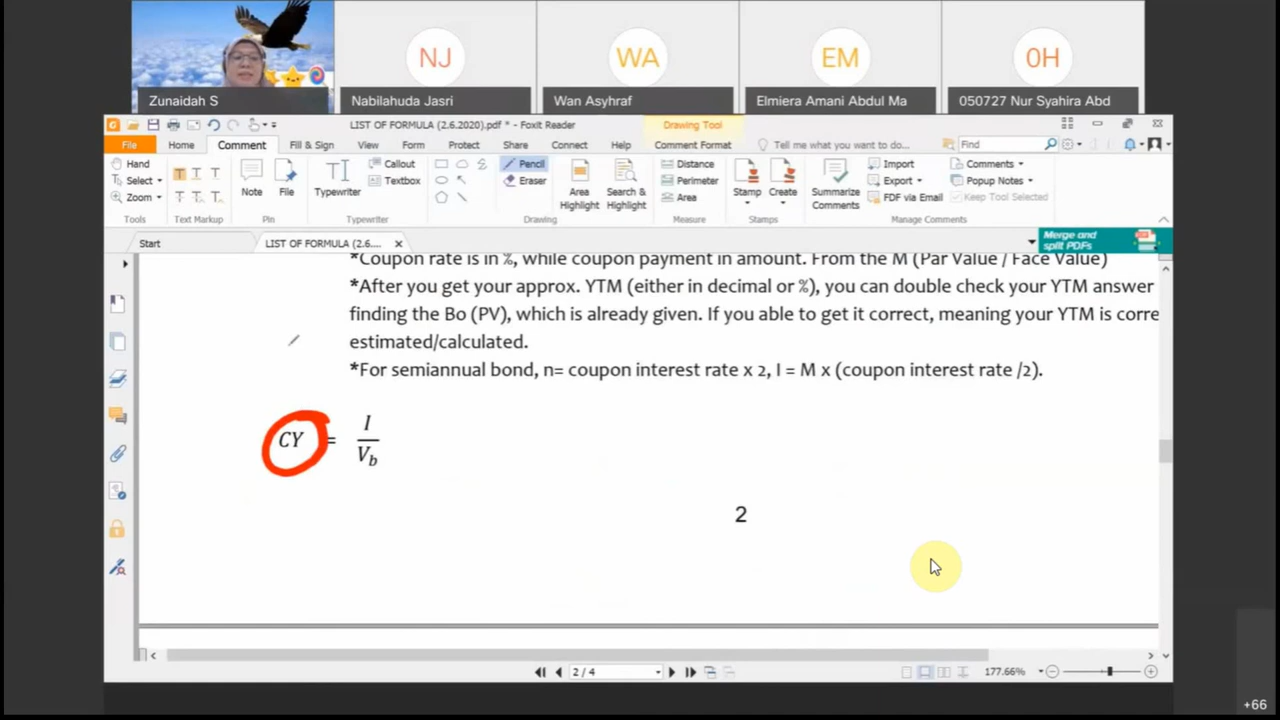 NJ
WA
EM
0H
Zunaidah S
Nabilahuda Jasri
Wan Asyhraf
Elmiera Amani Abdul Ma
050727 Nur Syahira Abd
LIST OF FORMULA (2.6.2020).pdf * - Foxit Reader
Drawing Tool
File Home Comment Fill & Sign View Form Protect Share Connect Help Comment Format Tell me what you want to do... Find
Hand
Select
Zoom
Tools
Text Markup
Note
File
Pin
Typewriter
Callout
Textbox
Typewriter
Pencil
Eraser
Drawing
Area Highlight
Search & Highlight
Distance
Perimeter
Area
Measure
Stamp
Create
Stamps
Summarize Comments
Import
Export
FDF via Email
Comments
Popup Notes
Keep Tool Selected
Manage Comments
Start
LIST OF FORMULA (2.6....
Merge and
split PDFs
*Coupon rate is in %, while coupon payment in amount. From the M (Par Value / Face Value)
*After you get your approx. YTM (either in decimal or %), you can double check your YTM answer
finding the Bo (PV), which is already given. If you able to get it correct, meaning your YTM is corre
estimated/calculated.
*For semiannual bond, n= coupon interest rate x 2, I = M x (coupon interest rate /2).
CY = I / V_b
2
2 / 4
177.66%
+66